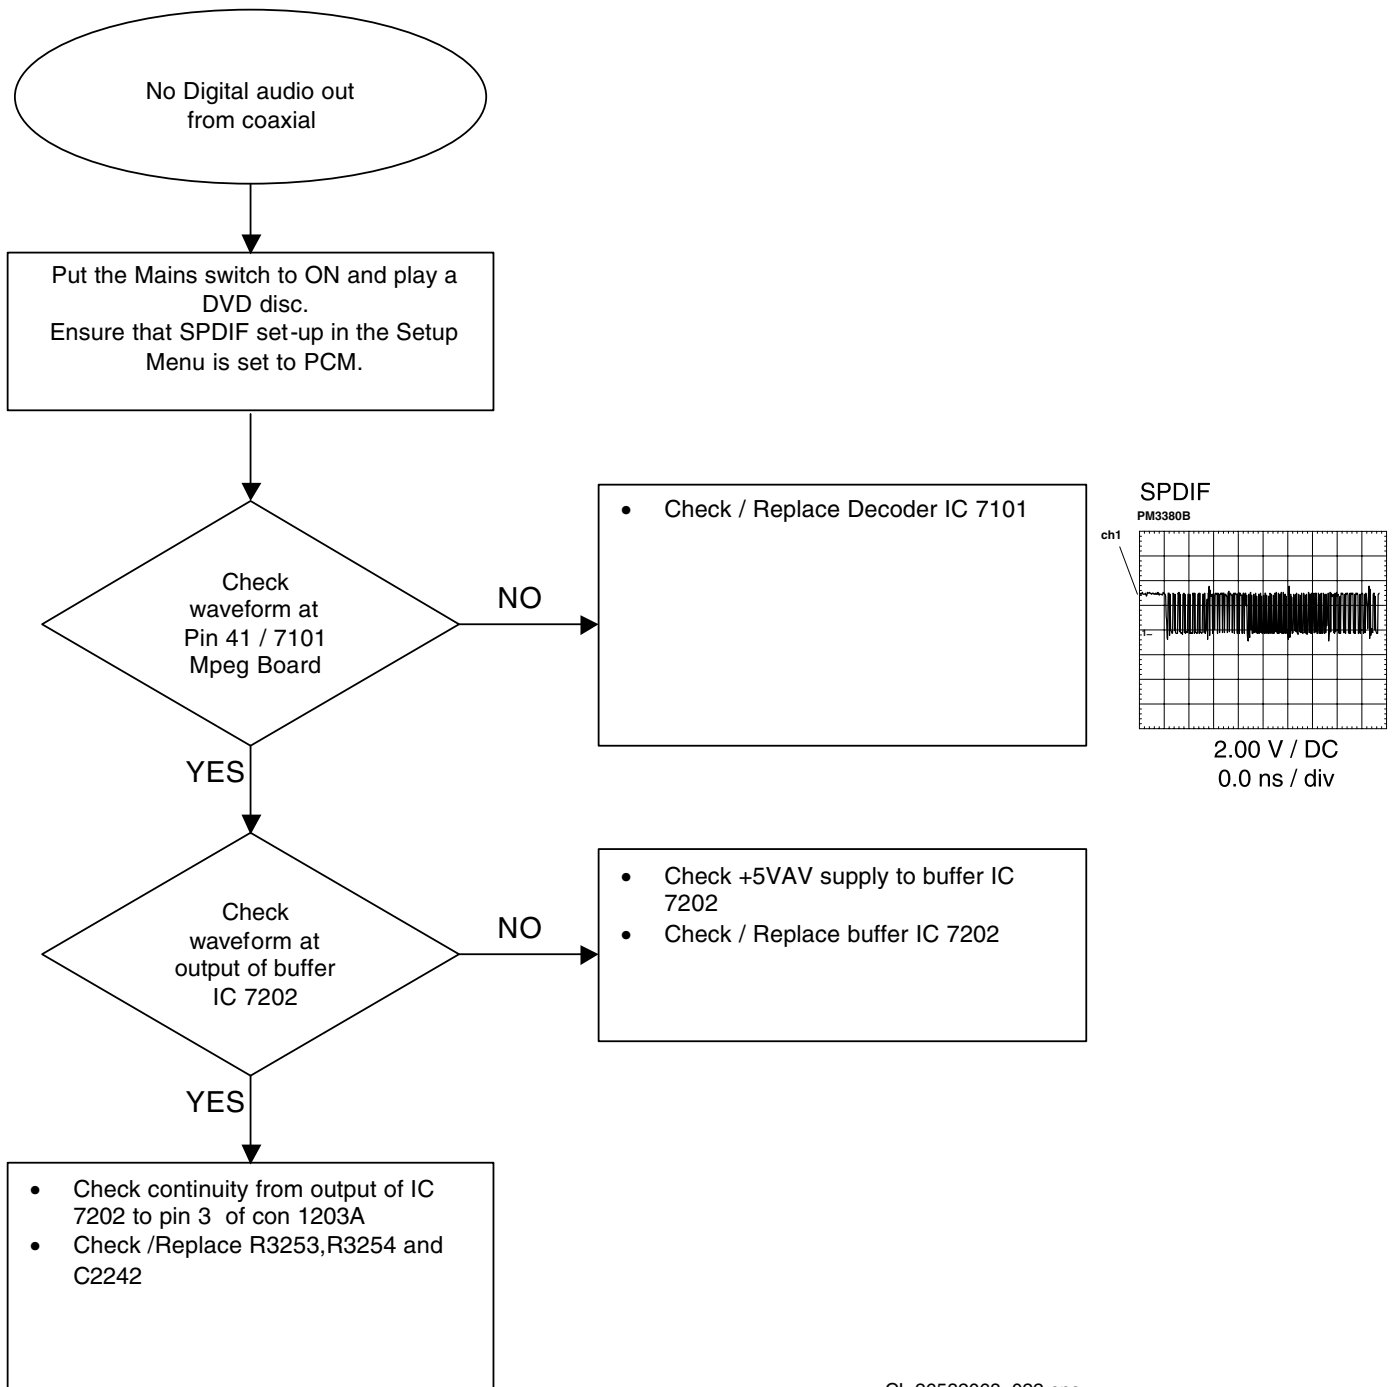 No Digital audio out
from coaxial
Put the Mains switch to ON and play a
DVD disc.
Ensure that SPDIF set-up in the Setup
Menu is set to PCM.
Check
waveform at
Pin 41 / 7101
Mpeg Board
NO
• Check / Replace Decoder IC 7101
SPDIF
PM3380B
ch1
1-
2.00 V / DC
0.0 ns / div
YES
Check
waveform at
output of buffer
IC 7202
NO
• Check +5VAV supply to buffer IC
7202
• Check / Replace buffer IC 7202
YES
• Check continuity from output of IC
7202 to pin 3 of con 1203A
• Check /Replace R3253,R3254 and
C2242